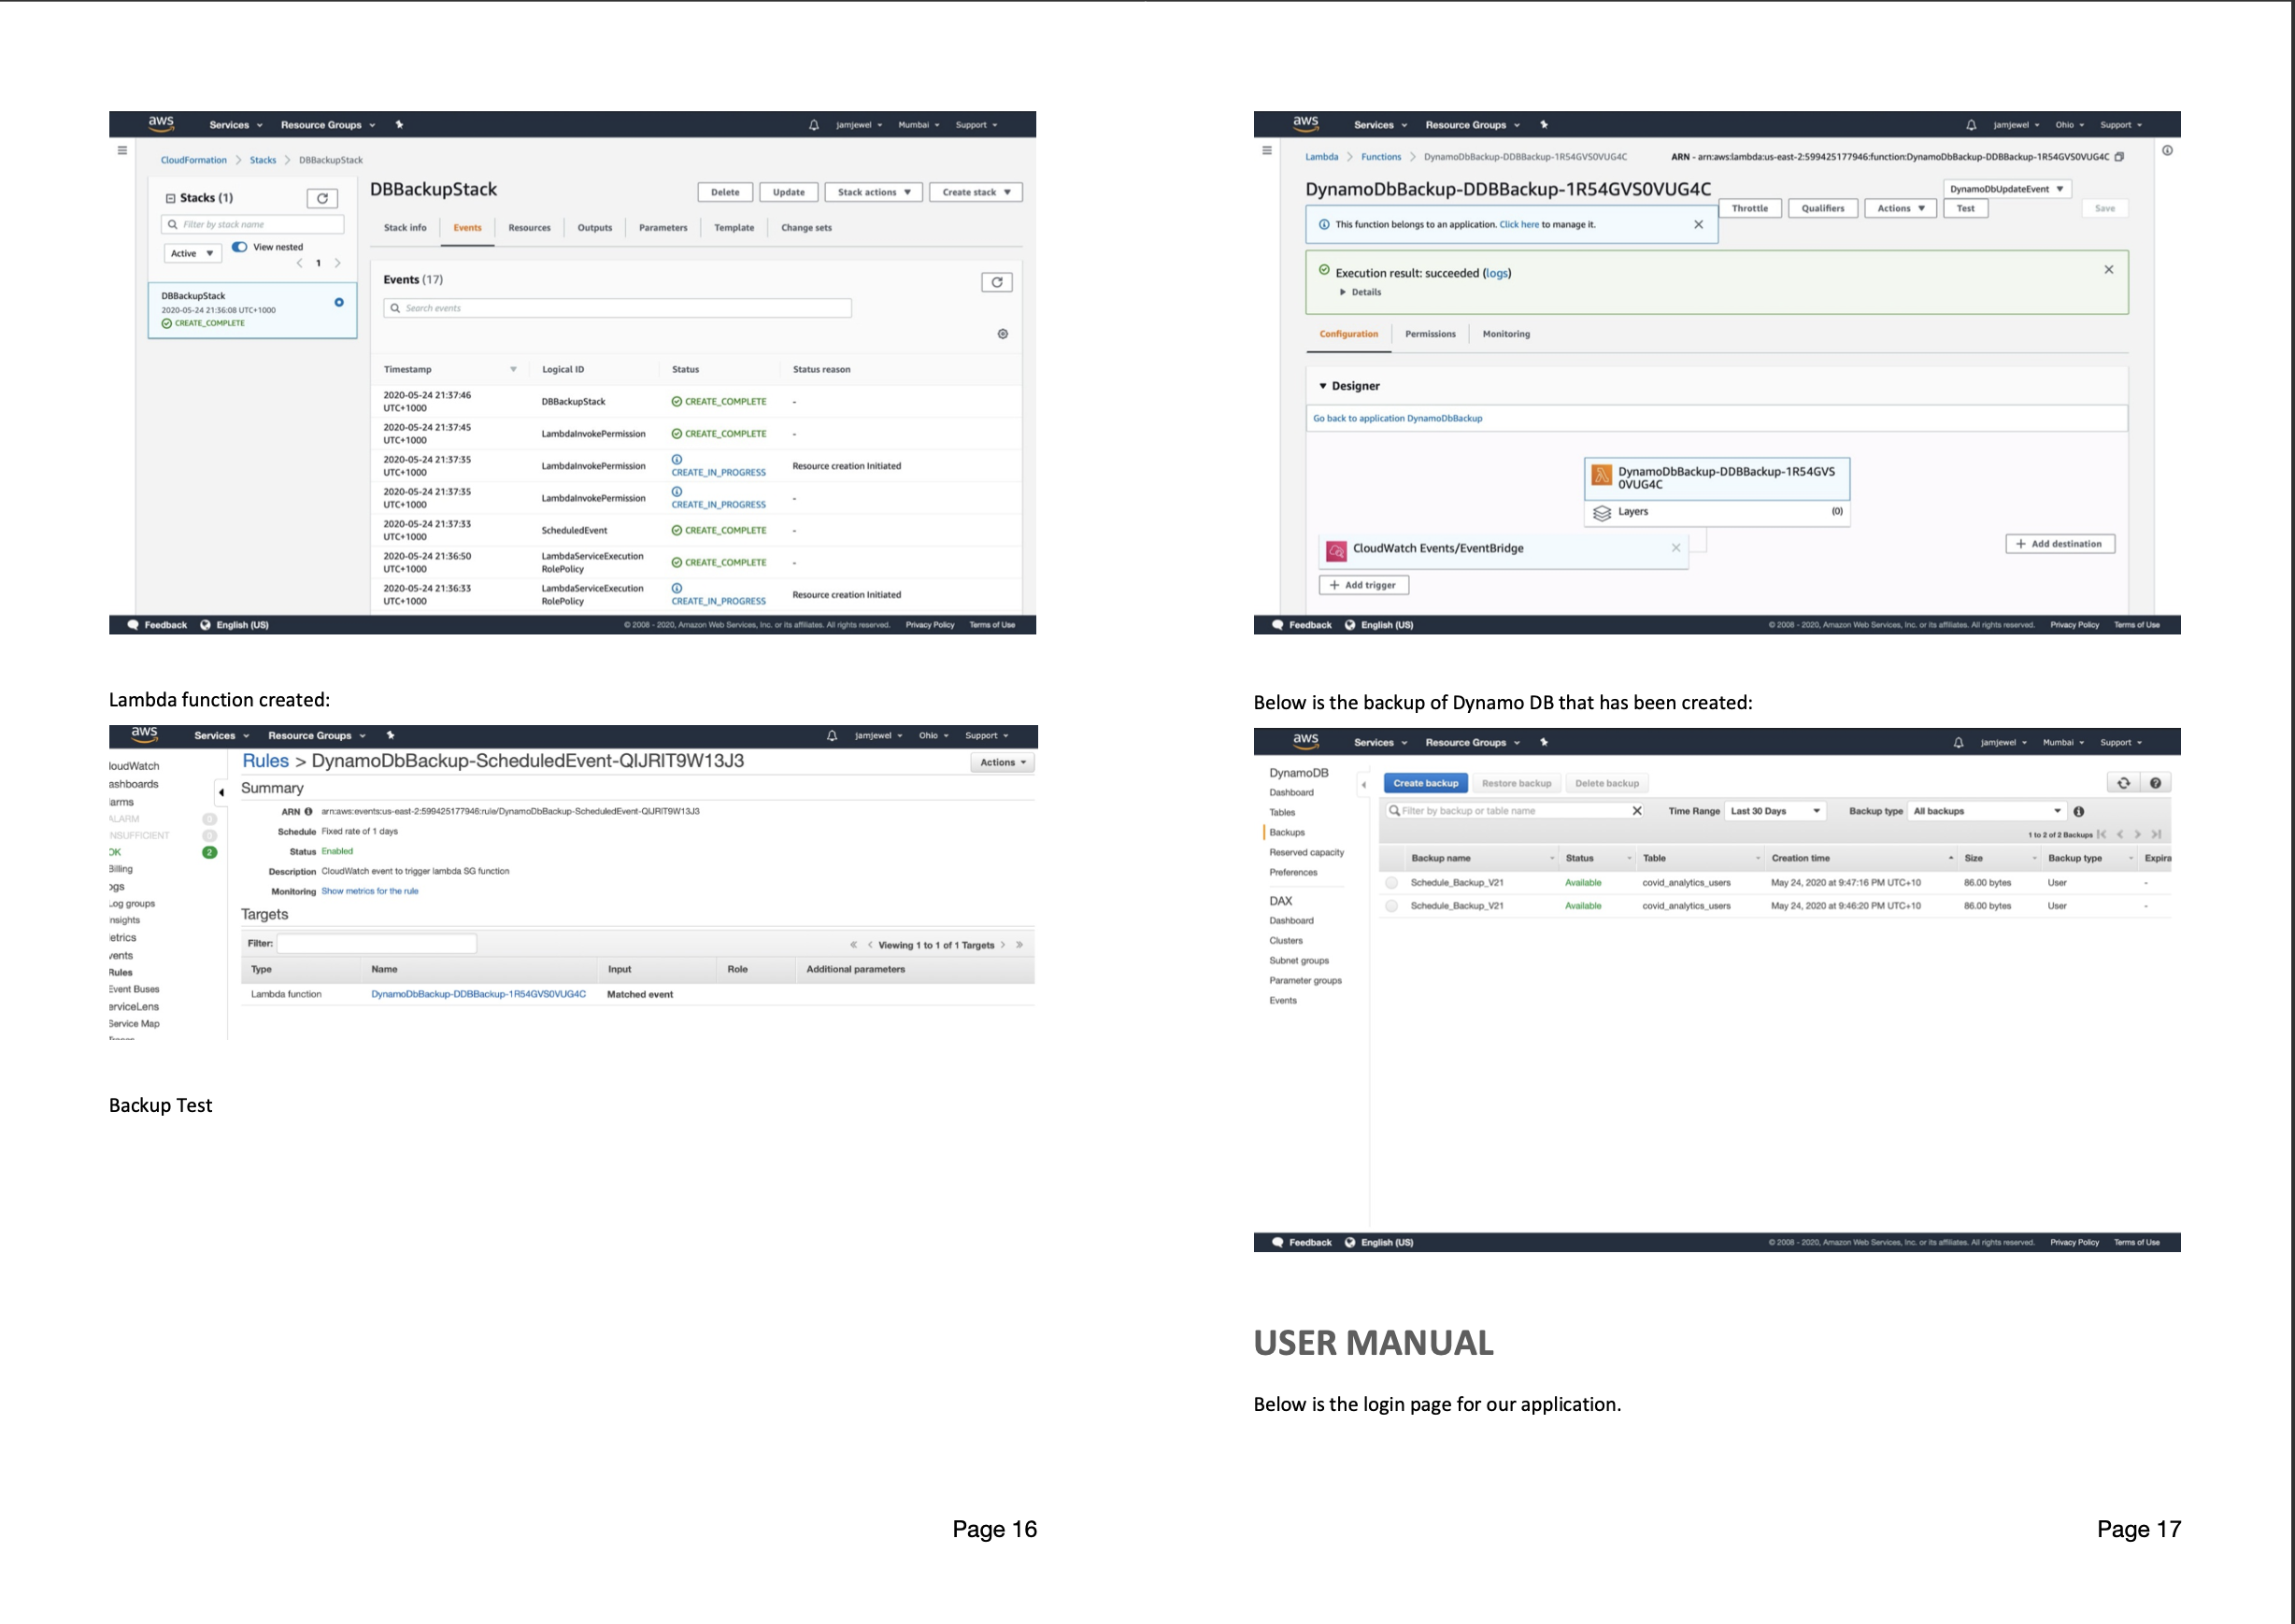 aws Services Resource Groups jamjewel Mumbai Support
CloudFormation > Stacks > DBBackupStack
Stacks (1)
Filter by stack name
Active View nested
< 1 >
DBBackupStack
2020-05-24 21:36:08 UTC+1000
CREATE_COMPLETE
DBBackupStack Delete Update Stack actions Create stack
Stack info Events Resources Outputs Parameters Template Change sets
Events (17)
Search events
Timestamp Logical ID Status Status reason
2020-05-24 21:37:46 UTC+1000 DBBackupStack CREATE_COMPLETE -
2020-05-24 21:37:45 UTC+1000 LambdaInvokePermission CREATE_COMPLETE -
2020-05-24 21:37:35 UTC+1000 LambdaInvokePermission CREATE_IN_PROGRESS Resource creation Initiated
2020-05-24 21:37:35 UTC+1000 LambdaInvokePermission CREATE_IN_PROGRESS -
2020-05-24 21:37:33 UTC+1000 ScheduledEvent CREATE_COMPLETE -
2020-05-24 21:36:50 UTC+1000 LambdaServiceExecutionRolePolicy CREATE_COMPLETE -
2020-05-24 21:36:33 UTC+1000 LambdaServiceExecutionRolePolicy CREATE_IN_PROGRESS Resource creation Initiated
Feedback English (US) © 2008 - 2020, Amazon Web Services, Inc. or its affiliates. All rights reserved. Privacy Policy Terms of Use
Lambda function created:
aws Services Resource Groups jamjewel Ohio Support
loudWatch
ashboards
arms
ALARM 0
NSUFFICIENT 0
OK 2
Billing
ogs
Log groups
nsights
etrics
vents
Rules
Event Buses
erviceLens
Service Map
Rules > DynamoDbBackup-ScheduledEvent-QIJRIT9W13J3 Actions
Summary
ARN arn:aws:events:us-east-2:599425177946:rule/DynamoDbBackup-ScheduledEvent-QIJRIT9W13J3
Schedule Fixed rate of 1 days
Status Enabled
Description CloudWatch event to trigger lambda SG function
Monitoring Show metrics for the rule
Targets
Filter: « < Viewing 1 to 1 of 1 Targets > »
Type Name Input Role Additional parameters
Lambda function DynamoDbBackup-DDBBackup-1R54GVS0VUG4C Matched event
Backup Test
Page 16
aws Services Resource Groups jamjewel Ohio Support
Lambda > Functions > DynamoDbBackup-DDBBackup-1R54GVS0VUG4C ARN - arn:aws:lambda:us-east-2:599425177946:function:DynamoDbBackup-DDBBackup-1R54GVS0VUG4C
DynamoDbBackup-DDBBackup-1R54GVS0VUG4C DynamoDbUpdateEvent
Throttle Qualifiers Actions Test Save
This function belongs to an application. Click here to manage it.
Execution result: succeeded (logs)
Details
Configuration Permissions Monitoring
Designer
Go back to application DynamoDbBackup
DynamoDbBackup-DDBBackup-1R54GVS
0VUG4C
Layers (0)
CloudWatch Events/EventBridge
+ Add destination
+ Add trigger
Feedback English (US) © 2008 - 2020, Amazon Web Services, Inc. or its affiliates. All rights reserved. Privacy Policy Terms of Use
Below is the backup of Dynamo DB that has been created:
aws Services Resource Groups jamjewel Mumbai Support
DynamoDB
Dashboard
Tables
Backups
Reserved capacity
Preferences
DAX
Dashboard
Clusters
Subnet groups
Parameter groups
Events
Create backup Restore backup Delete backup
Filter by backup or table name Time Range Last 30 Days Backup type All backups
1 to 2 of 2 Backups
Backup name Status Table Creation time Size Backup type Expira
Schedule_Backup_V21 Available covid_analytics_users May 24, 2020 at 9:47:16 PM UTC+10 86.00 bytes User -
Schedule_Backup_V21 Available covid_analytics_users May 24, 2020 at 9:46:20 PM UTC+10 86.00 bytes User -
Feedback English (US) © 2008 - 2020, Amazon Web Services, Inc. or its affiliates. All rights reserved. Privacy Policy Terms of Use
USER MANUAL
Below is the login page for our application.
Page 17